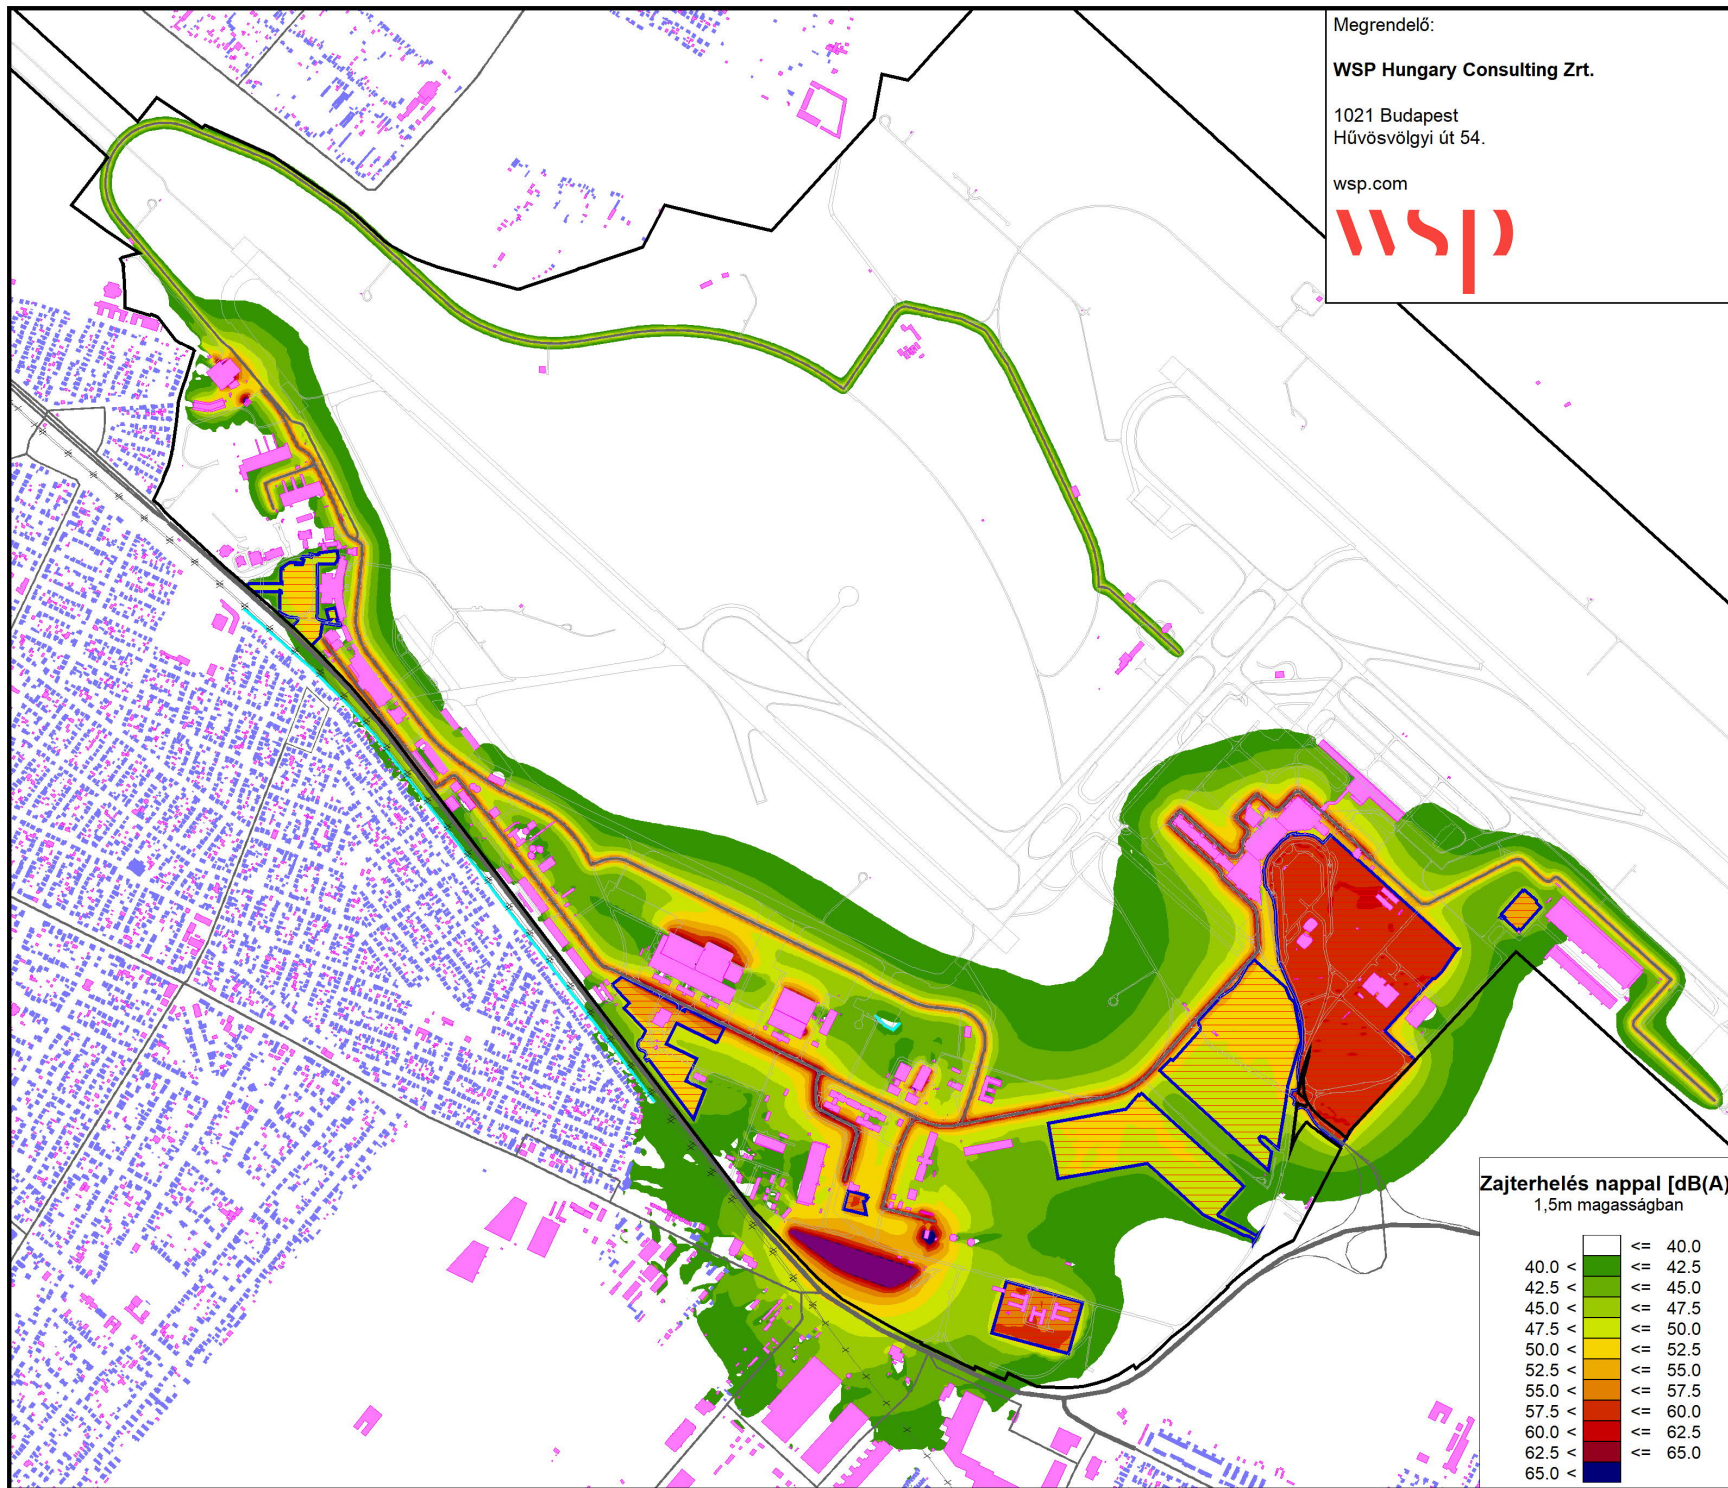 Megrendelő:
WSP Hungary Consulting Zrt.
1021 Budapest
Hűvösvölgyi út 54.
wsp.com
wsp
Zajterhelés nappal [dB(A)
1,5m magasságban
<= 40.0
40.0 < <= 42.5
42.5 < <= 45.0
45.0 < <= 47.5
47.5 < <= 50.0
50.0 < <= 52.5
52.5 < <= 55.0
55.0 < <= 57.5
57.5 < <= 60.0
60.0 < <= 62.5
62.5 < <= 65.0
65.0 <